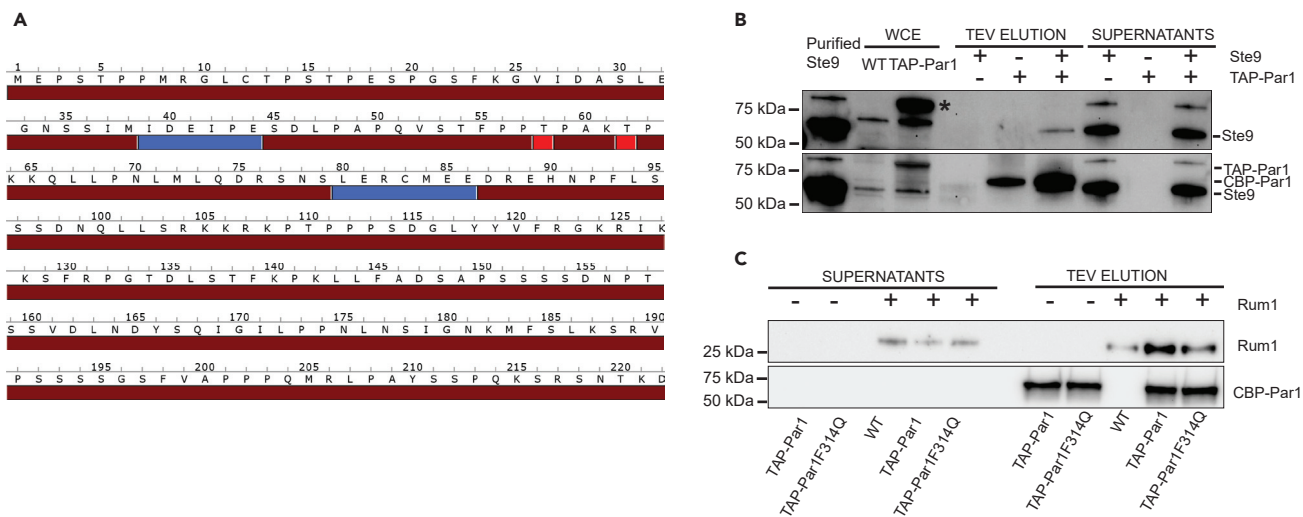 A
1 5 10 15 20 25 30
M E P S T P P M R G L C T P S T P E S P G S F K G V I D A S L E
35 40 45 50 55 60
G N S S I M I D E I P E S D L P A P Q V S T F P P T P A K T P
65 70 75 80 85 90 95
K K Q L L P N L M L Q D R S N S L E R C M E E D R E H N P F L S
100 105 110 115 120 125
S S D N Q L L S R K K R K P T P P P S D G L Y Y V F R G K R I K
130 135 140 145 150 155
K S F R P G T D L S T F K P K L L F A D S A P S S S S D N P T
160 165 170 175 180 185 190
S S V D L N D Y S Q I G I L P P N L N S I G N K M F S L K S R V
195 200 205 210 215 220
P S S S S G S F V A P P P Q M R L P A Y S S P Q K S R S N T K D
B
Purified Ste9
WCE
TEV ELUTION
SUPERNATANTS
WT TAP-Par1
+ - + + - + Ste9
- + + - + + TAP-Par1
75 kDa
*
50 kDa
Ste9
75 kDa
50 kDa
TAP-Par1
CBP-Par1
Ste9
C
SUPERNATANTS
TEV ELUTION
- - + + + - - + + + Rum1
25 kDa
Rum1
75 kDa
50 kDa
CBP-Par1
TAP-Par1
TAP-Par1F314Q
WT
TAP-Par1
TAP-Par1F314Q
TAP-Par1
TAP-Par1F314Q
WT
TAP-Par1
TAP-Par1F314Q